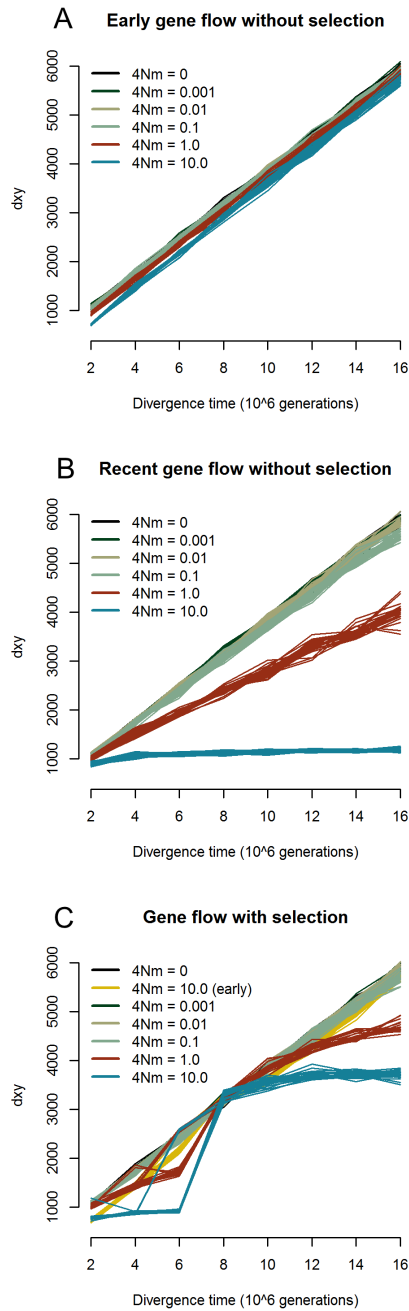 A Early gene flow without selection
6000
5000
4000
3000
2000
1000
dxy
4Nm = 0
4Nm = 0.001
4Nm = 0.01
4Nm = 0.1
4Nm = 1.0
4Nm = 10.0
2 4 6 8 10 12 14 16
Divergence time (10^6 generations)
B Recent gene flow without selection
6000
5000
4000
3000
2000
1000
dxy
4Nm = 0
4Nm = 0.001
4Nm = 0.01
4Nm = 0.1
4Nm = 1.0
4Nm = 10.0
2 4 6 8 10 12 14 16
Divergence time (10^6 generations)
C Gene flow with selection
6000
5000
4000
3000
2000
1000
dxy
4Nm = 0
4Nm = 10.0 (early)
4Nm = 0.001
4Nm = 0.01
4Nm = 0.1
4Nm = 1.0
4Nm = 10.0
2 4 6 8 10 12 14 16
Divergence time (10^6 generations)